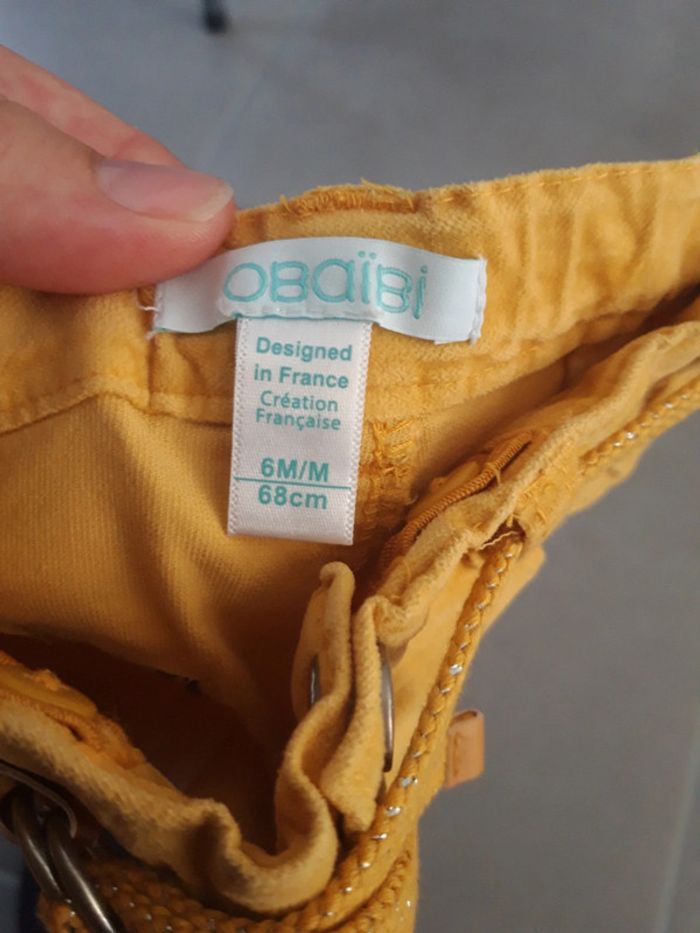 obaïbi
Designed
in France
Création
Française
6M/M
68cm